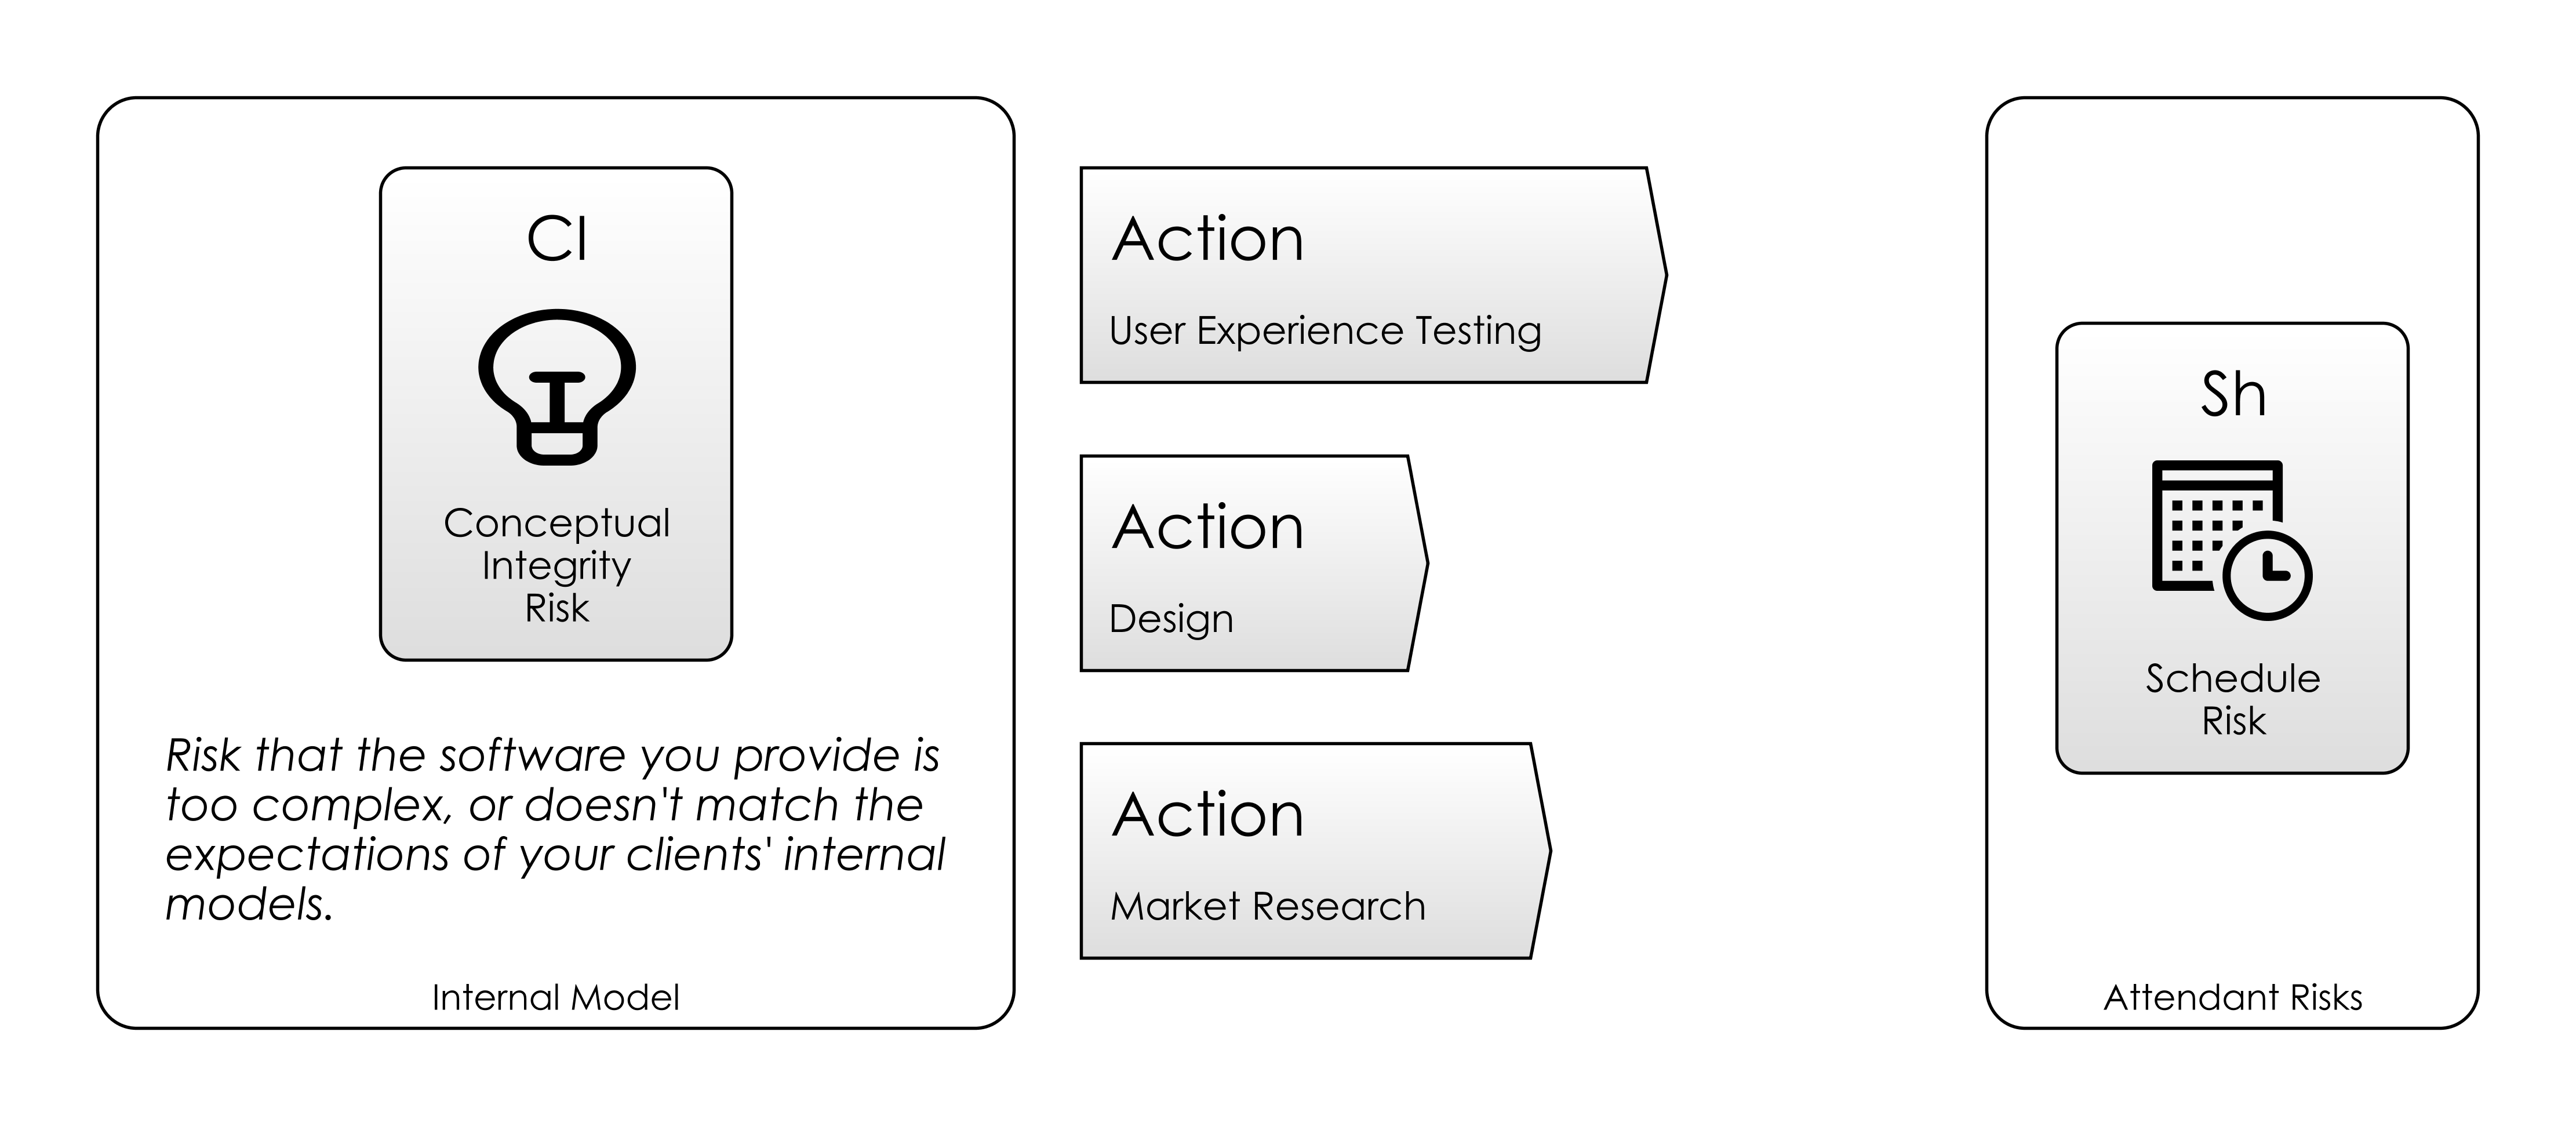 CI
Conceptual
Integrity
Risk
Risk that the software you provide is
too complex, or doesn't match the
expectations of your clients' internal
models.
Internal Model
Action
User Experience Testing
Action
Design
Action
Market Research
Sh
Schedule
Risk
Attendant Risks